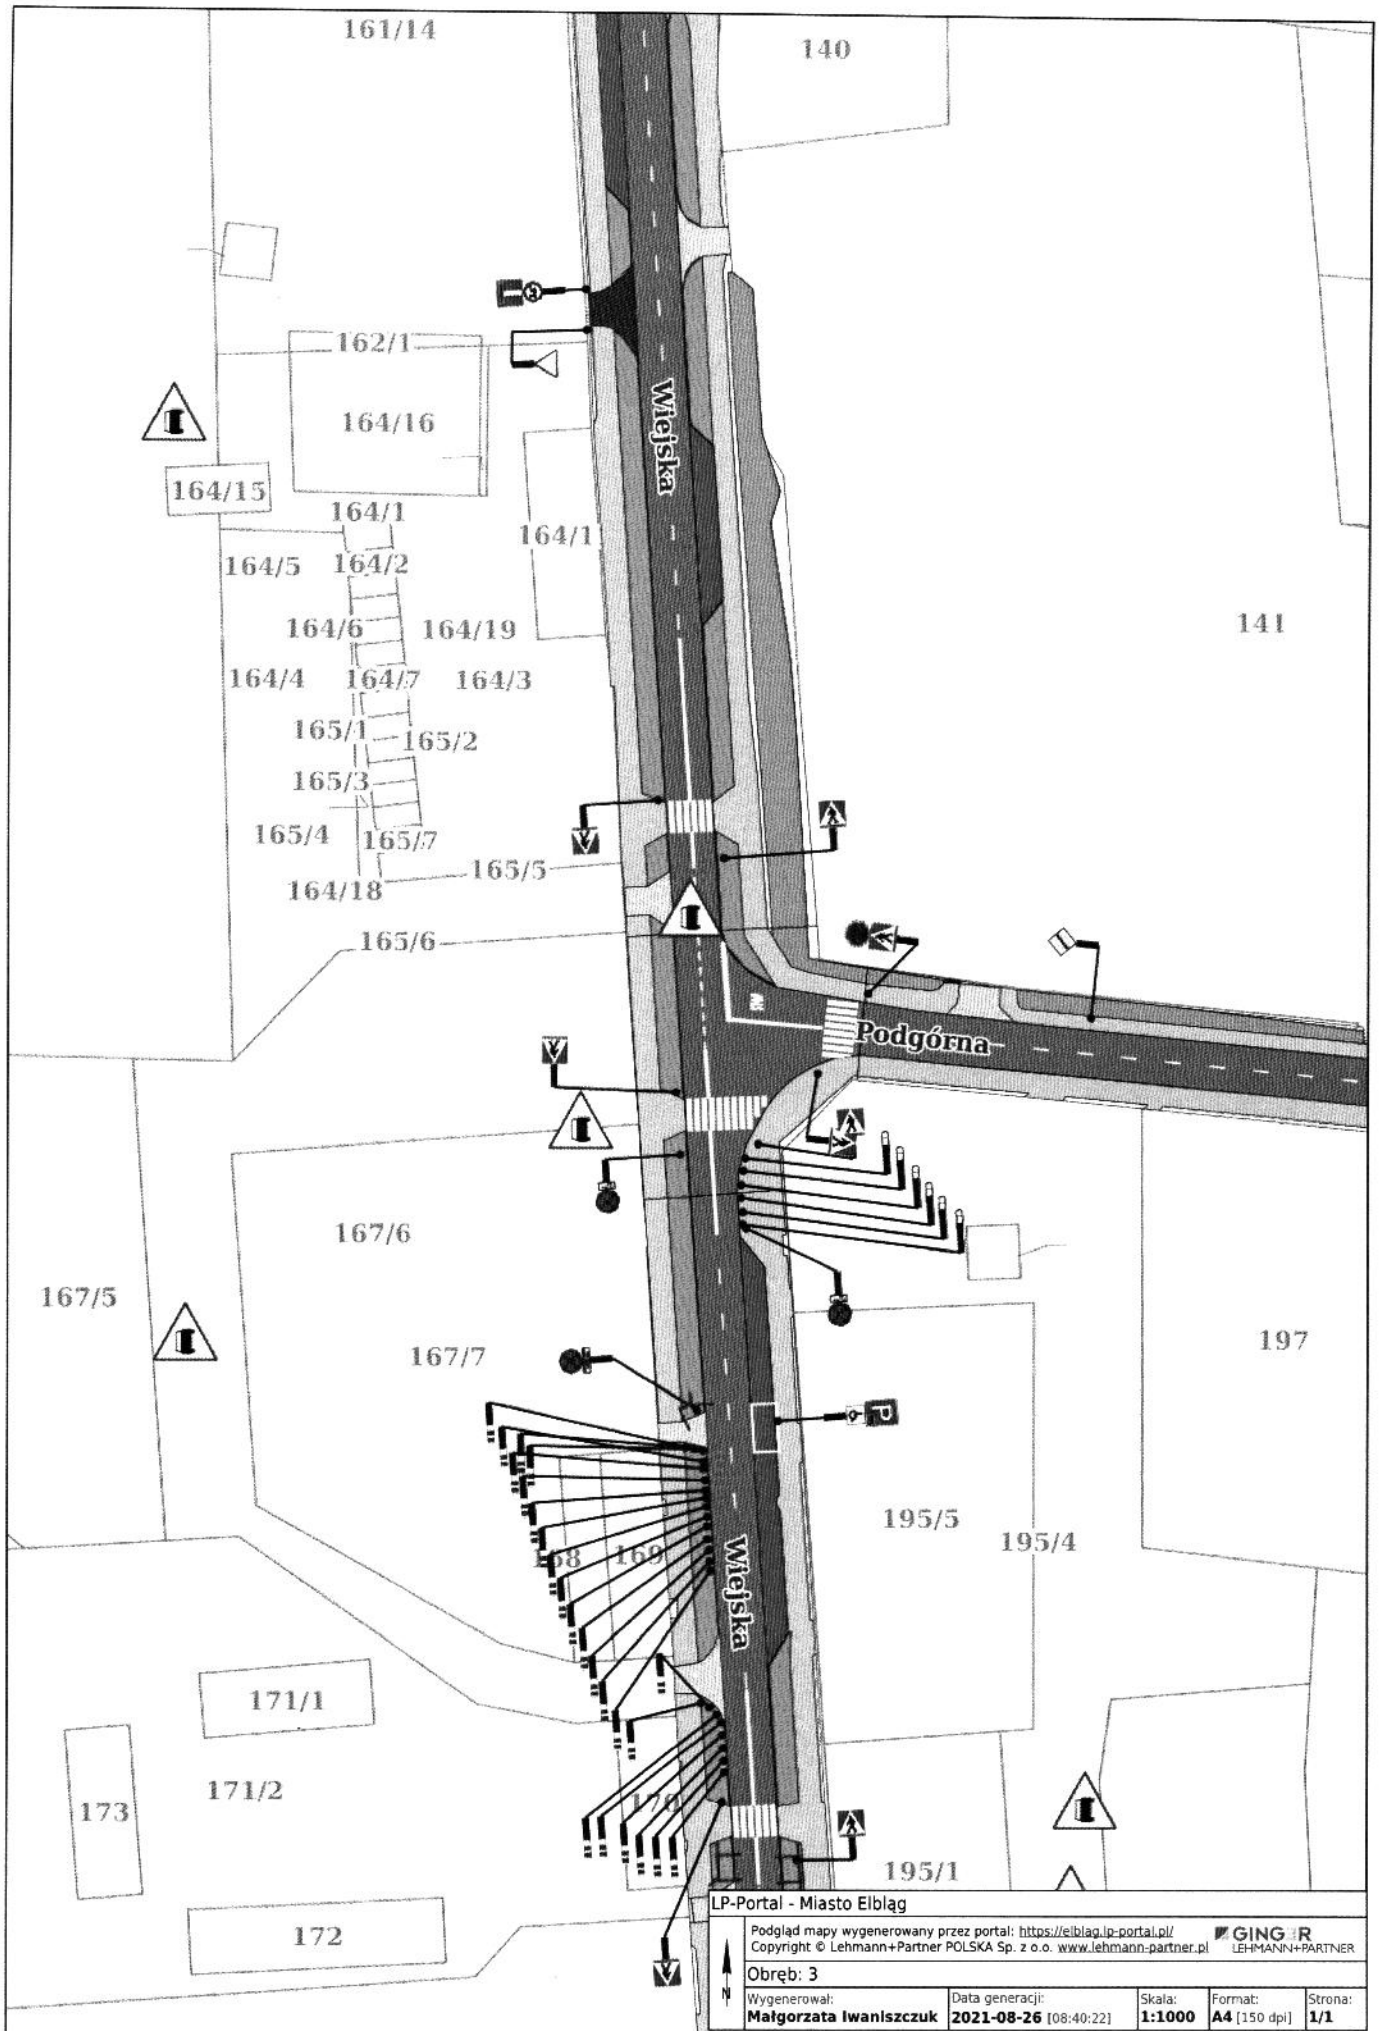 161/14
140
162/1
Wiejska
164/16
164/15
164/1
164/1
164/5
164/2
164/6
164/19
141
164/4
164/7
164/3
165/1
165/2
165/3
165/4
165/7
165/5
164/18
165/6
Podgórna
167/6
167/5
197
167/7
P
195/5
195/4
168
169
Wiejska
171/1
171/2
173
170
195/1
172
LP-Portal - Miasto Elbląg
Podgląd mapy wygenerowany przez portal: https://elblag.lp-portal.pl/
Copyright © Lehmann+Partner POLSKA Sp. z o.o. www.lehmann-partner.pl
GINGER
LEHMANN+PARTNER
Obręb: 3
N
Wygenerował:
Małgorzata Iwaniszczuk
Data generacji:
2021-08-26 [08:40:22]
Skala:
1:1000
Format:
A4 [150 dpi]
Strona:
1/1